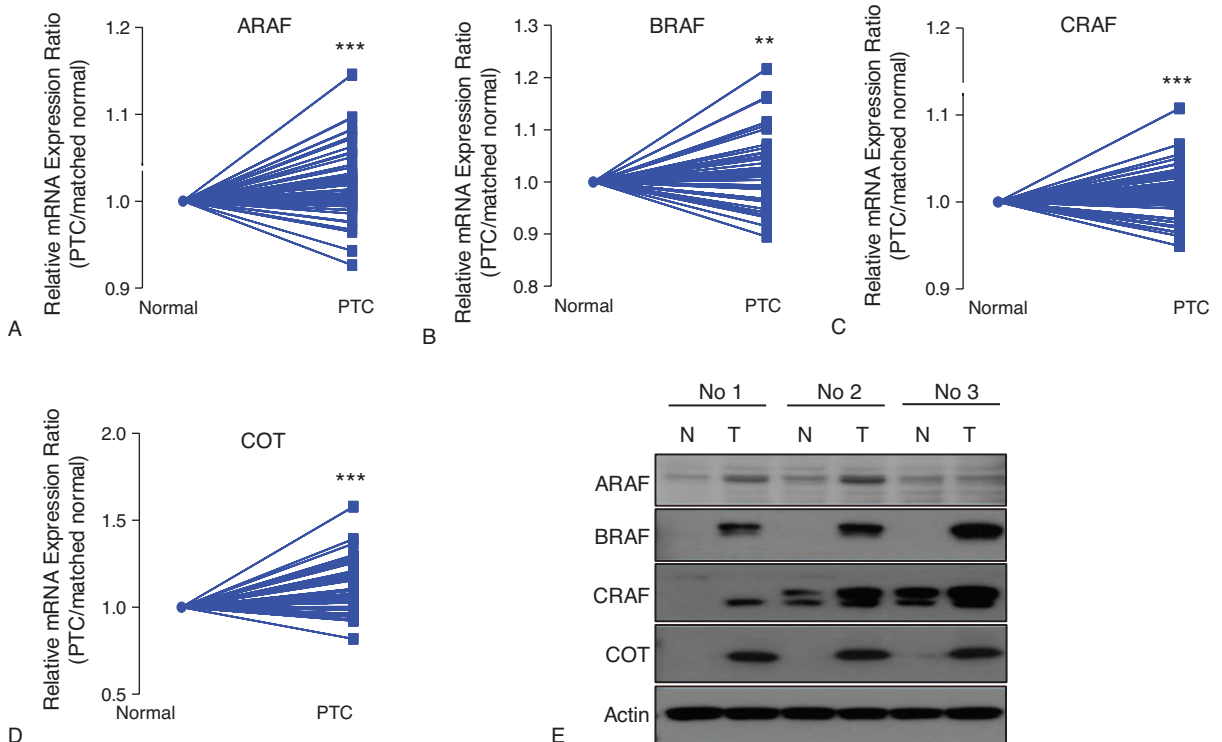 ARAF
Relative mRNA Expression Ratio
(PTC/matched normal)
1.2
1.1
1.0
0.9
***
Normal
PTC
A
BRAF
Relative mRNA Expression Ratio
(PTC/matched normal)
1.3
1.2
1.1
1.0
0.9
0.8
**
Normal
PTC
B
CRAF
Relative mRNA Expression Ratio
(PTC/matched normal)
1.2
1.1
1.0
0.9
***
Normal
PTC
C
COT
Relative mRNA Expression Ratio
(PTC/matched normal)
2.0
1.5
1.0
0.5
***
Normal
PTC
D
No 1 No 2 No 3
N T N T N T
ARAF
BRAF
CRAF
COT
Actin
E